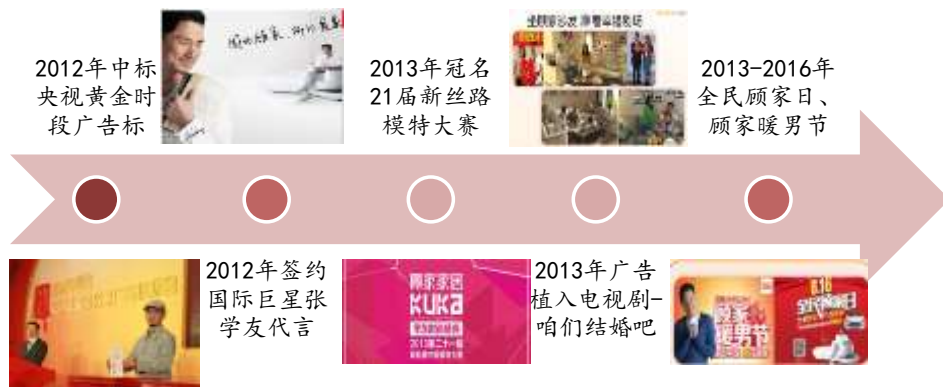 2012年中标
央视黄金时
段广告标
2013年冠名
21届新丝路
模特大赛
2013-2016年
全民顾家日、
顾家暖男节
2012年签约
国际巨星张
学友代言
顾家家居
KUKa
2013年广告
植入电视剧-
咱们结婚吧
顾家
暖男节
8.16